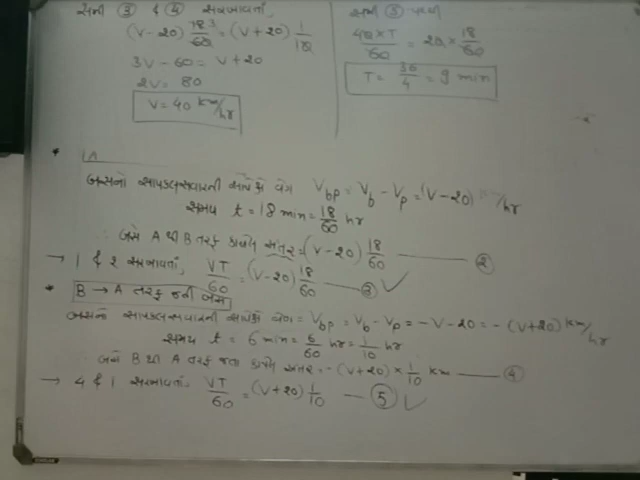 સમી ③ & ④ સરખાવતાં,
(V-20) 18 3/60 = (V+20) 1/10
3V - 60 = V + 20
2V = 80
V = 40 km/hr
સમી ⑤ પરથી
40 × T/60 = 20 × 18/60
T = 36/4 = 9 min
બસનો સાયકલસવારની સાપેક્ષે વેગ Vbp = Vb - Vp = (V-20) km/hr
સમય t = 18 min = 18/60 hr
∴ બસે A થી B તરફ કાપેલ અંતર = (V-20) 18/60 ——— ②
→ 1 & 2 સરખાવતાં, VT/60 = (V-20) 18/60 —— ③ ✓
* B → A તરફ જતી બસ
બસનો સાયકલસવારની સાપેક્ષે વેગ = Vbp = Vb - Vp = -V-20 = -(V+20) km/hr
સમય t = 6 min = 6/60 hr = 1/10 hr
∴ બસે B થી A તરફ જતા કાપેલ અંતર = -(V+20) × 1/10 km ——— ④
→ 4 & 1 સરખાવતાં, VT/60 = (V+20) 1/10 —— ⑤ ✓